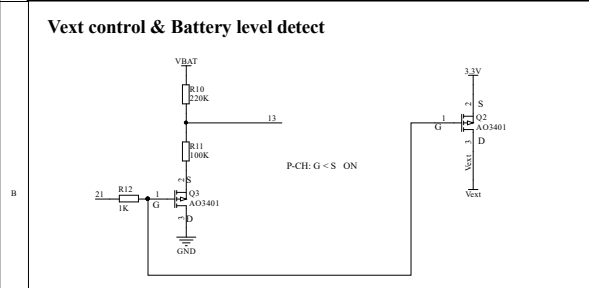 Vext control & Battery level detect
VBAT
R10
220K
13
R11
100K
P-CH: G < S   ON
2
S
21
R12
1K
1
G
Q3
AO3401
3
D
GND
3.3V
2
S
1
G
Q2
AO3401
3
D
Vext
Vext
B